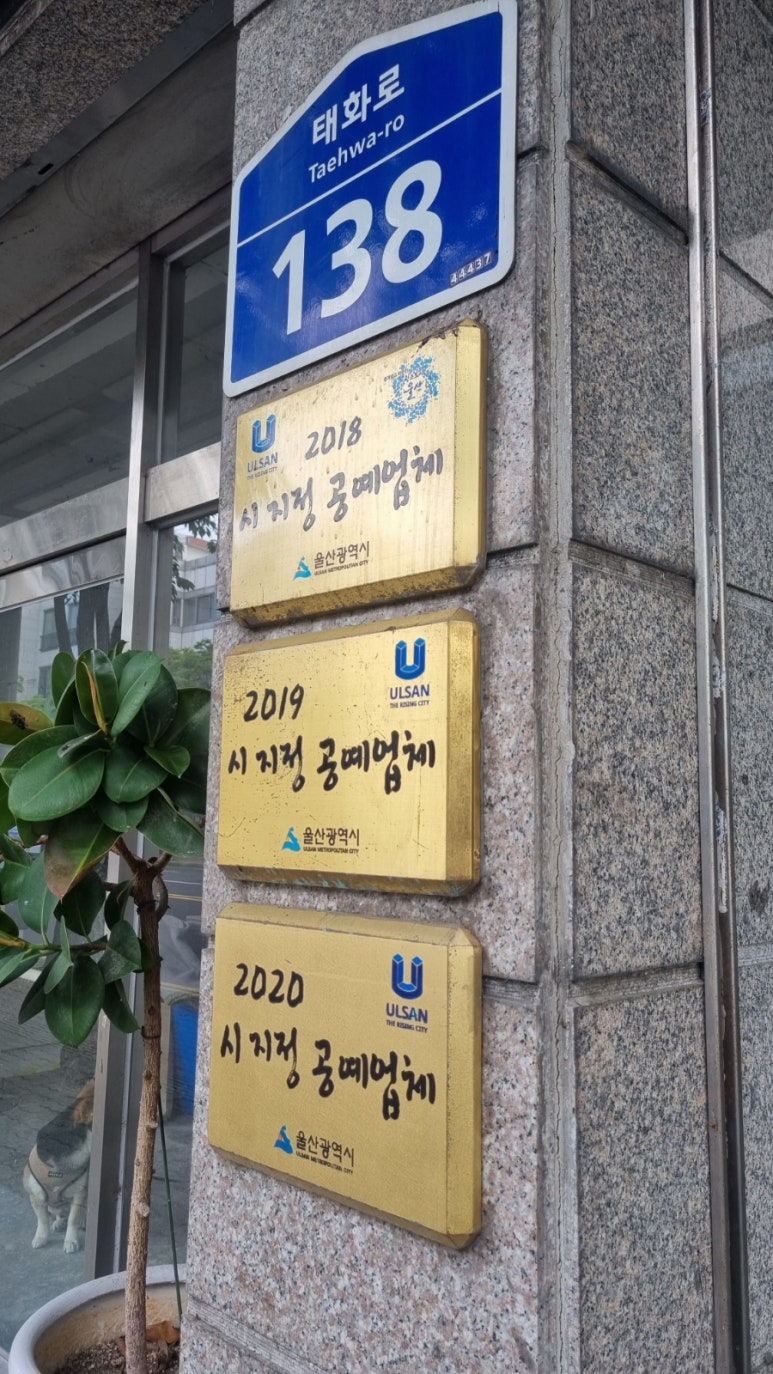 태화로
Taehwa-ro
138
44437
울산
ULSAN
THE RISING CITY
2018
시 지정 공예업체
울산광역시
ULSAN METROPOLITAN CITY
ULSAN
THE RISING CITY
2019
시 지정 공예업체
울산광역시
ULSAN METROPOLITAN CITY
ULSAN
THE RISING CITY
2020
시 지정 공예업체
울산광역시
ULSAN METROPOLITAN CITY